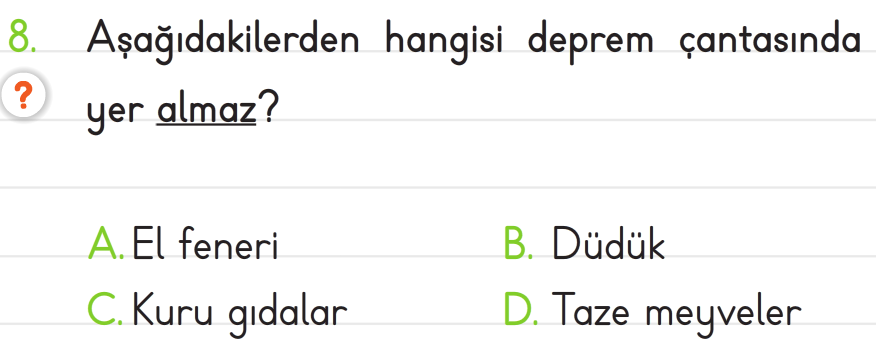 8. Aşağıdakilerden hangisi deprem çantasında
? yer almaz?
A. El feneri B. Düdük
C. Kuru gıdalar D. Taze meyveler